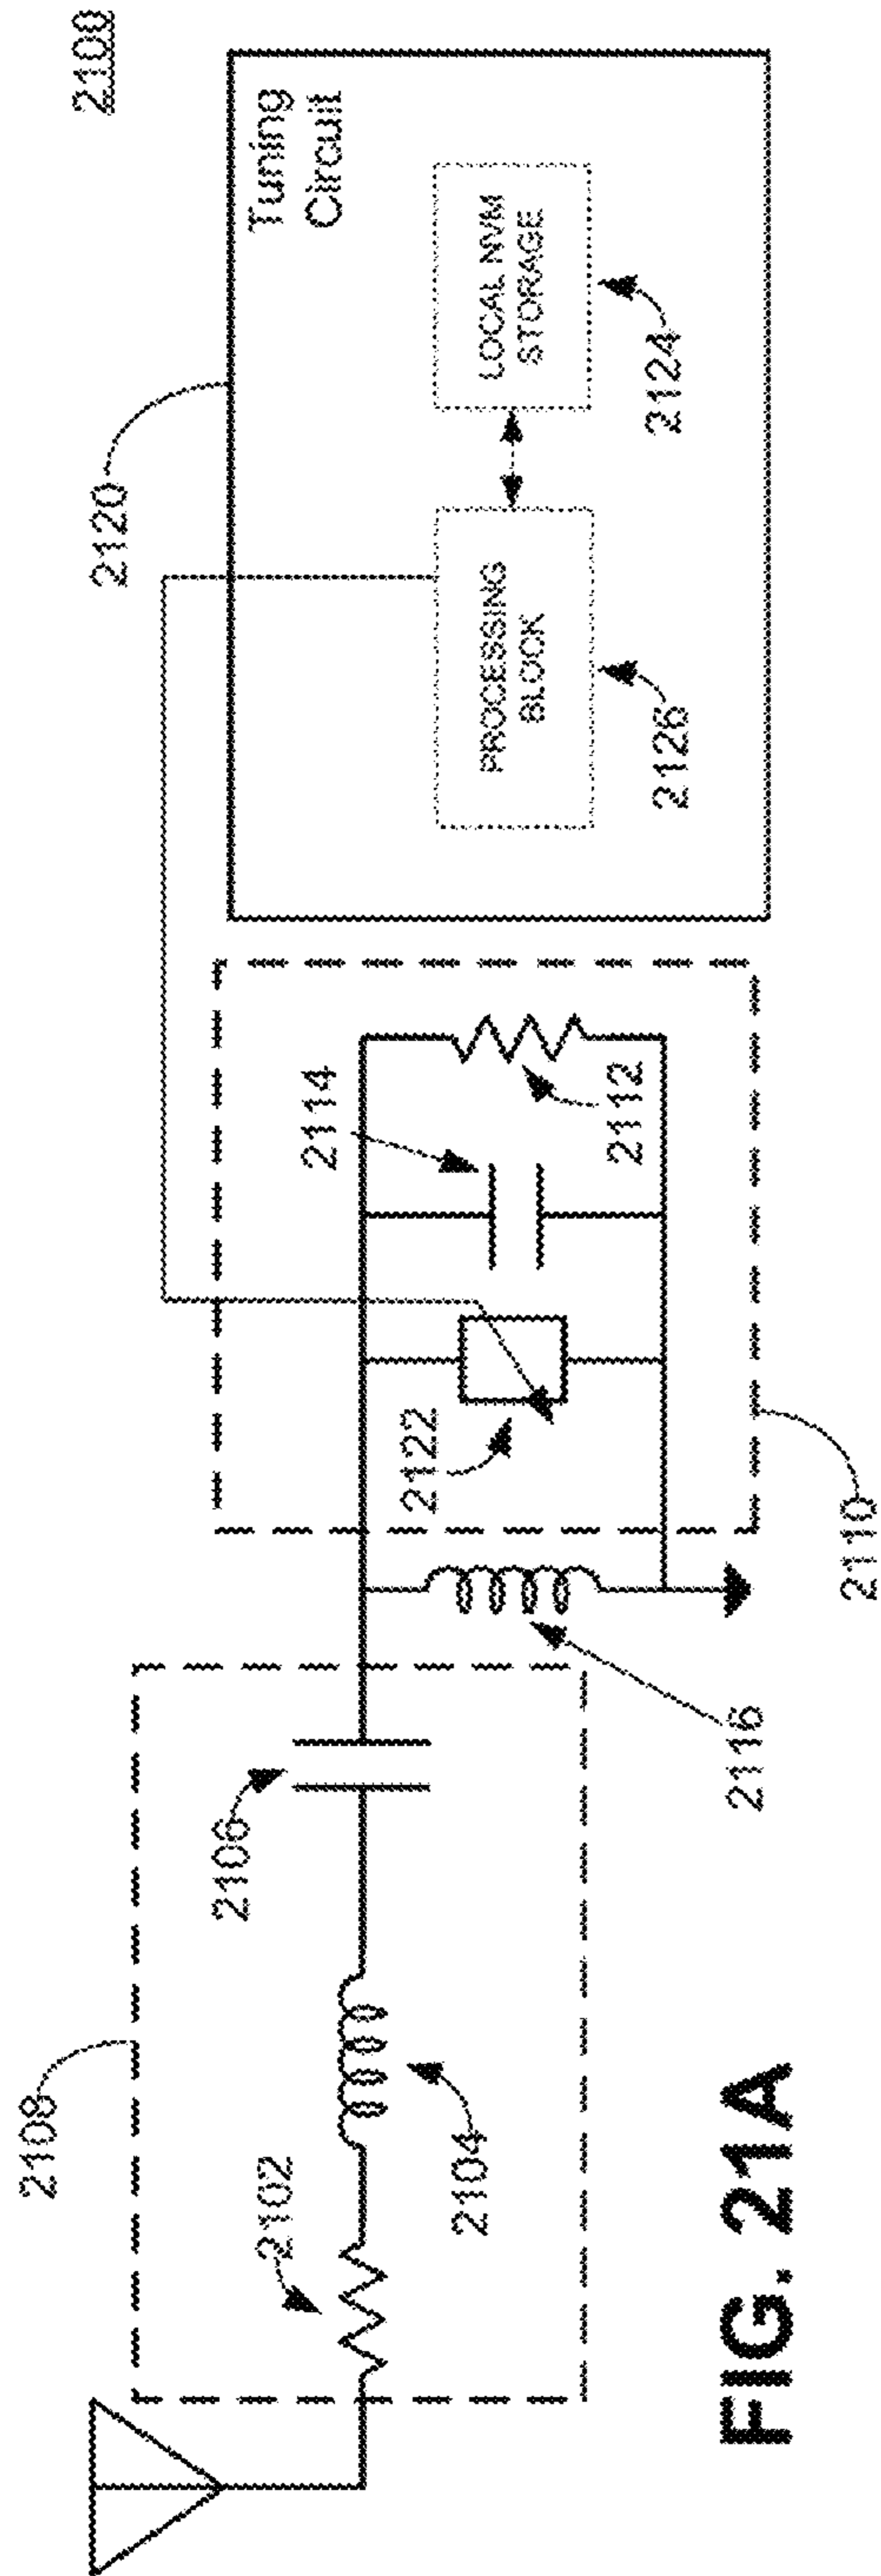 2100
2120
Tuning
Circuit
PROCESSING
BLOCK
LOCAL NVM
STORAGE
2126
2124
2108
2102
2104
2106
2114
2112
2122
2116
2110
FIG. 21A